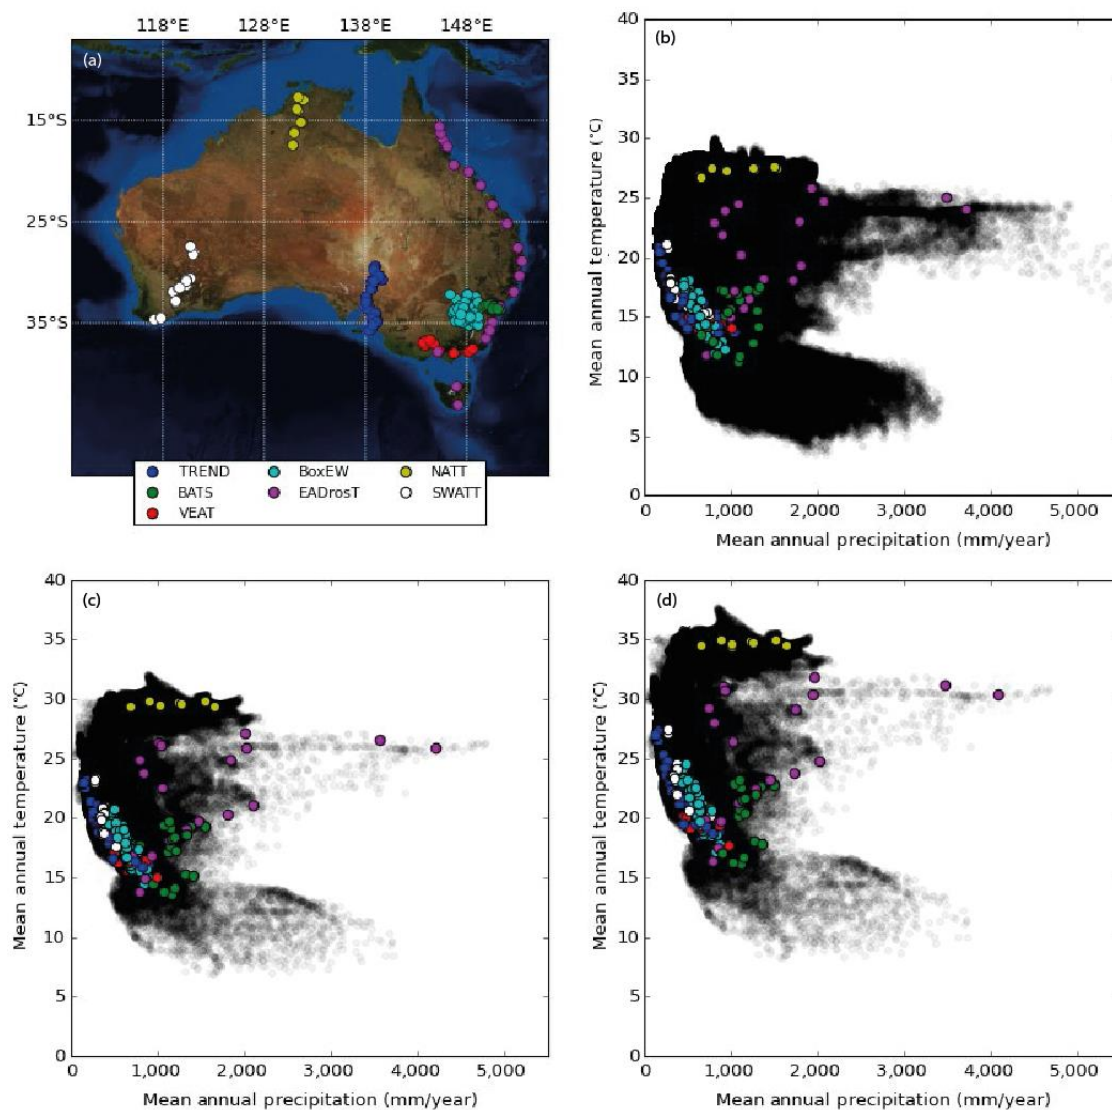 118°E 128°E 138°E 148°E
(a)
15°S
25°S
35°S
TREND BoxEW NATT
BATS EADrosT SWATT
VEAT
(b)
40
35
30
25
20
15
10
5
0
Mean annual temperature (°C)
0 1,000 2,000 3,000 4,000 5,000
Mean annual precipitation (mm/year)
(c)
40
35
30
25
20
15
10
5
0
Mean annual temperature (°C)
0 1,000 2,000 3,000 4,000 5,000
Mean annual precipitation (mm/year)
(d)
40
35
30
25
20
15
10
5
0
Mean annual temperature (°C)
0 1,000 2,000 3,000 4,000 5,000
Mean annual precipitation (mm/year)